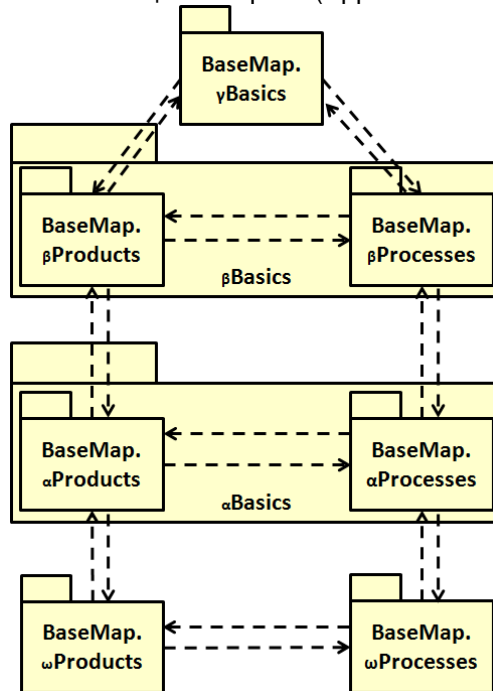 BaseMap.
γBasics
BaseMap.
βProducts
BaseMap.
βProcesses
βBasics
BaseMap.
αProducts
BaseMap.
αProcesses
αBasics
BaseMap.
ωProducts
BaseMap.
ωProcesses